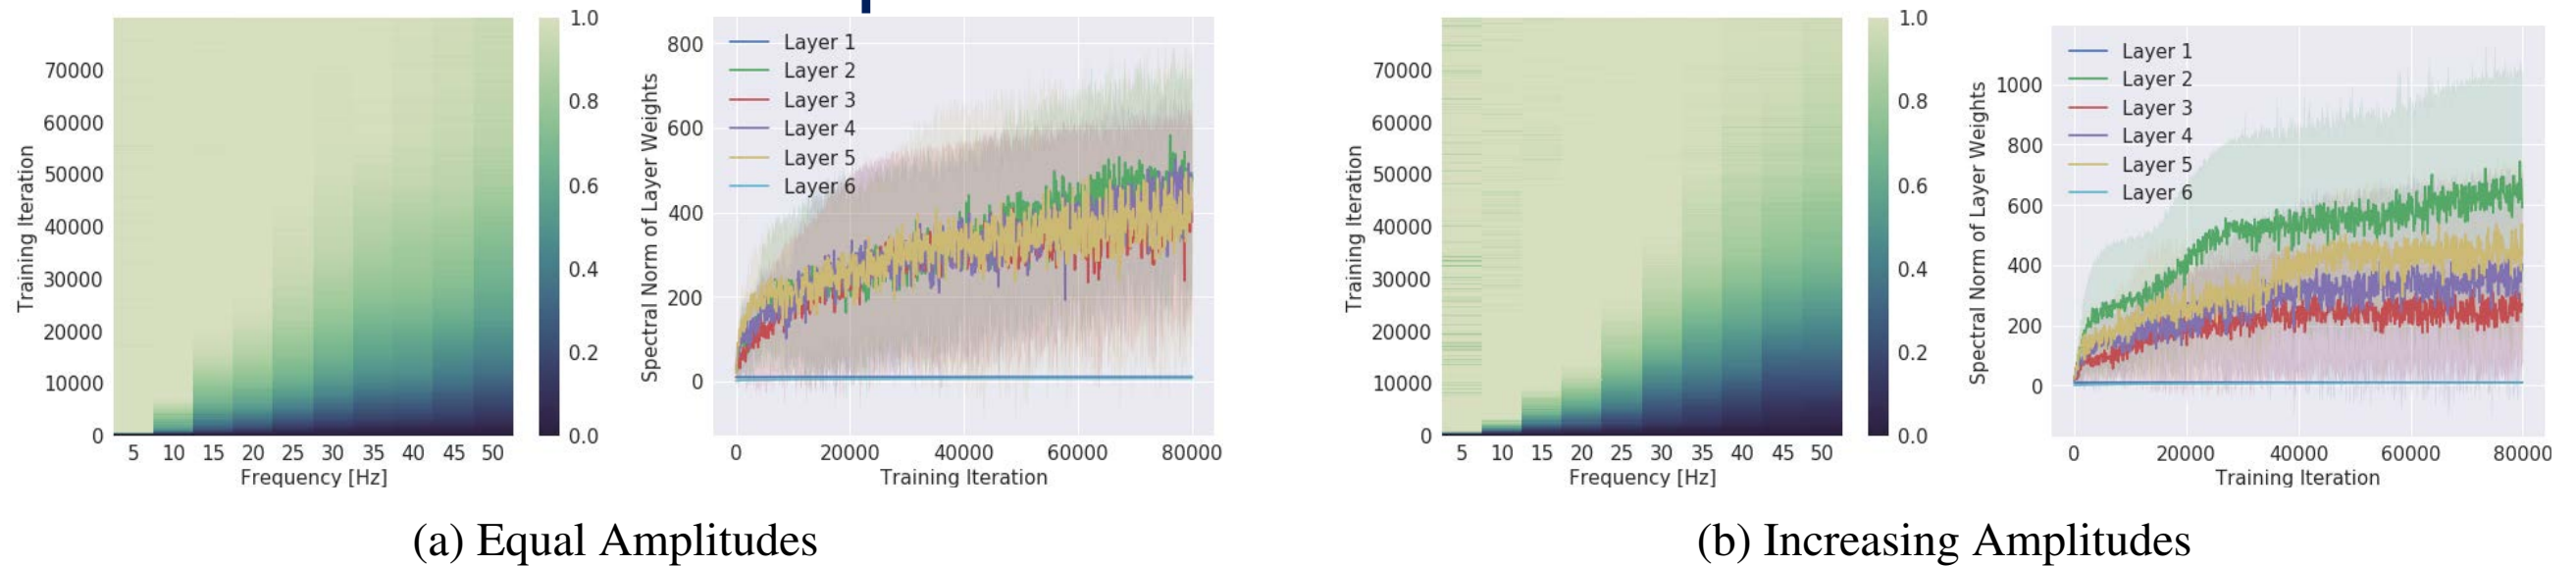 70000
60000
50000
40000
30000
20000
10000
0
Training Iteration
5 10 15 20 25 30 35 40 45 50
Frequency [Hz]
1.0
0.8
0.6
0.4
0.2
0.0
Spectral Norm of Layer Weights
800
600
400
200
0
Layer 1
Layer 2
Layer 3
Layer 4
Layer 5
Layer 6
0 20000 40000 60000 80000
Training Iteration
70000
60000
50000
40000
30000
20000
10000
0
Training Iteration
5 10 15 20 25 30 35 40 45 50
Frequency [Hz]
1.0
0.8
0.6
0.4
0.2
0.0
Spectral Norm of Layer Weights
1000
800
600
400
200
0
Layer 1
Layer 2
Layer 3
Layer 4
Layer 5
Layer 6
0 20000 40000 60000 80000
Training Iteration
(a) Equal Amplitudes
(b) Increasing Amplitudes